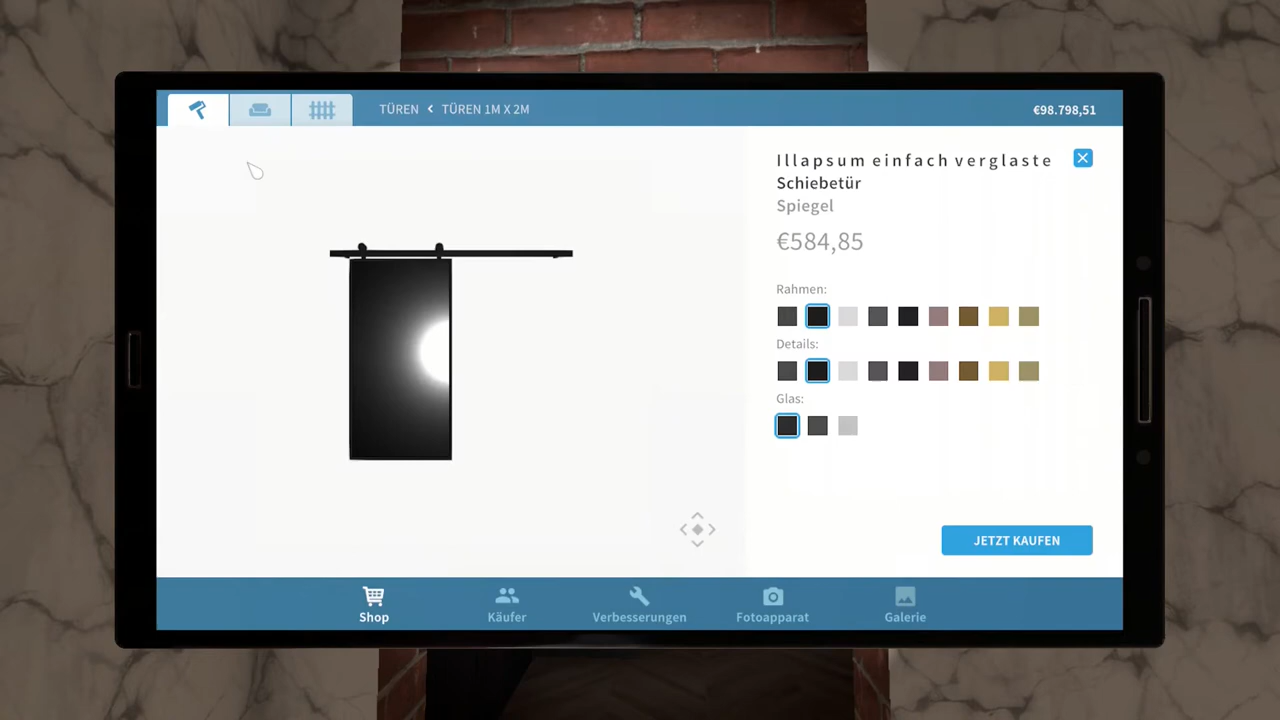 TÜREN < TÜREN 1M X 2M
€98.798,51
Illapsum einfach verglaste
Schiebetür
Spiegel
€584,85
Rahmen:
Details:
Glas:
JETZT KAUFEN
Shop
Käufer
Verbesserungen
Fotoapparat
Galerie